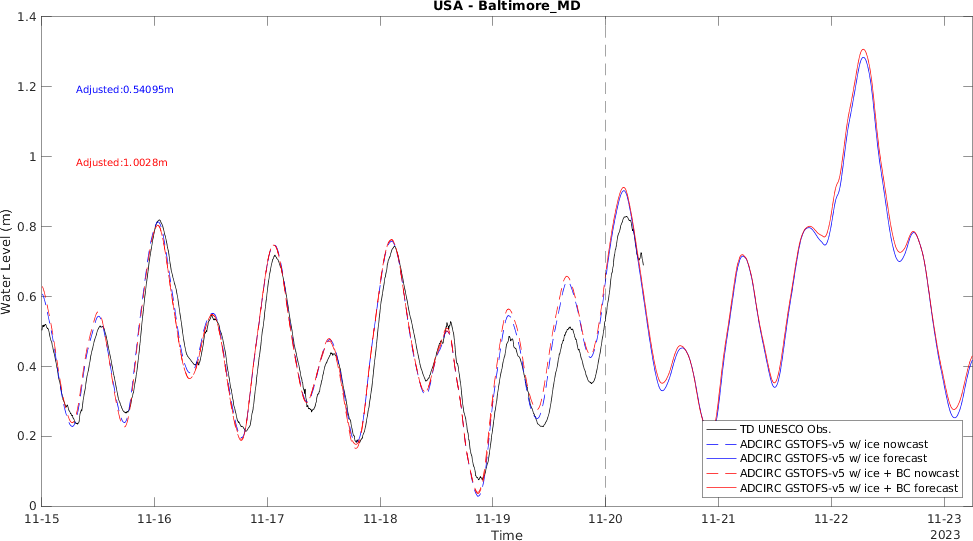 USA - Baltimore_MD
1.4
1.2
1
0.8
0.6
0.4
0.2
0
Water Level (m)
Adjusted:0.54095m
Adjusted:1.0028m
TD UNESCO Obs.
ADCIRC GSTOFS-v5 w/ ice nowcast
ADCIRC GSTOFS-v5 w/ ice forecast
ADCIRC GSTOFS-v5 w/ ice + BC nowcast
ADCIRC GSTOFS-v5 w/ ice + BC forecast
11-15 11-16 11-17 11-18 11-19 11-20 11-21 11-22 11-23
Time
2023